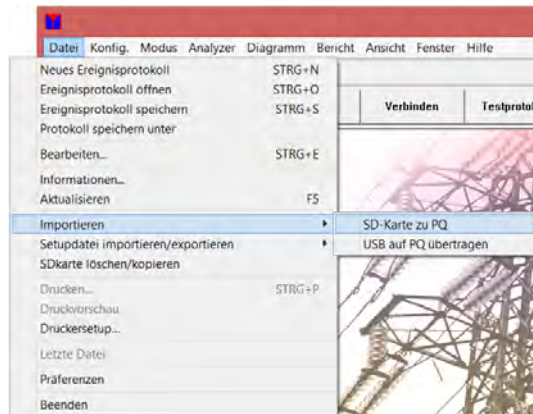 Datei Konfig. Modus Analyzer Diagramm Bericht Ansicht Fenster Hilfe
Neues Ereignisprotokoll STRG+N
Ereignisprotokoll öffnen STRG+O
Ereignisprotokoll speichern STRG+S
Protokoll speichern unter
Verbinden
Bearbeiten... STRG+E
Informationen...
Aktualisieren F5
Importieren
SD-Karte zu PQ
Setupdatei importieren/exportieren
USB auf PQ übertragen
SDkarte löschen/kopieren
Drucken... STRG+P
Druckvorschau
Druckersetup...
Letzte Datei
Präferenzen
Beenden